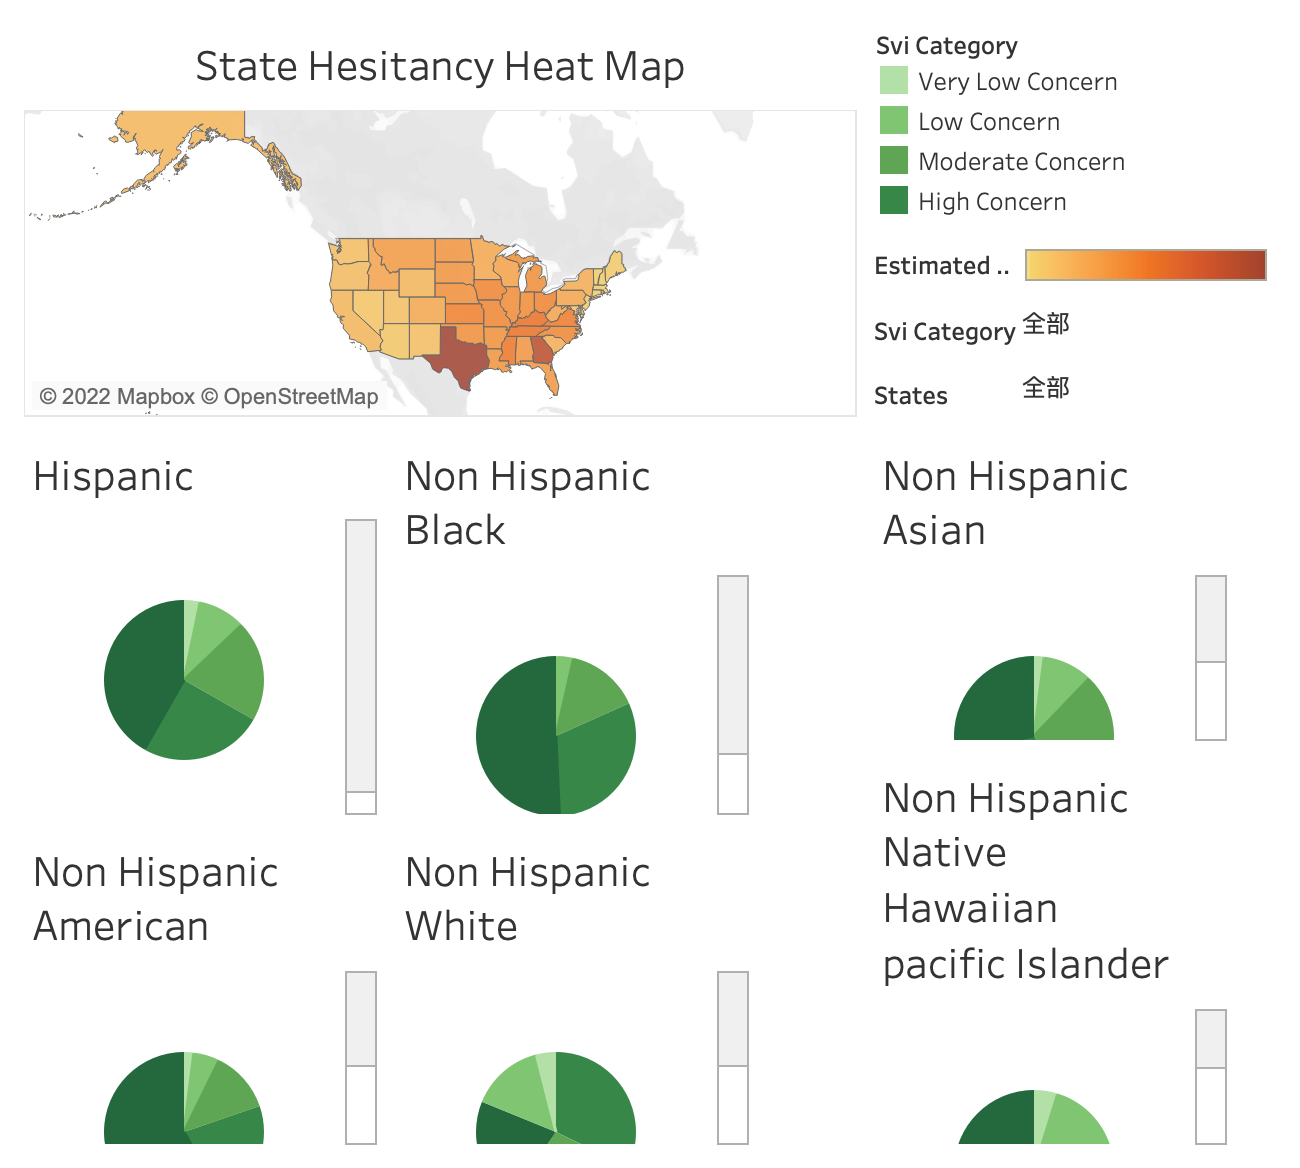 State Hesitancy Heat Map
© 2022 Mapbox © OpenStreetMap
Svi Category
Very Low Concern
Low Concern
Moderate Concern
High Concern
Estimated ..
Svi Category 全部
States 全部
Hispanic
Non Hispanic
Black
Non Hispanic
Asian
Non Hispanic
American
Non Hispanic
White
Non Hispanic
Native
Hawaiian
pacific Islander